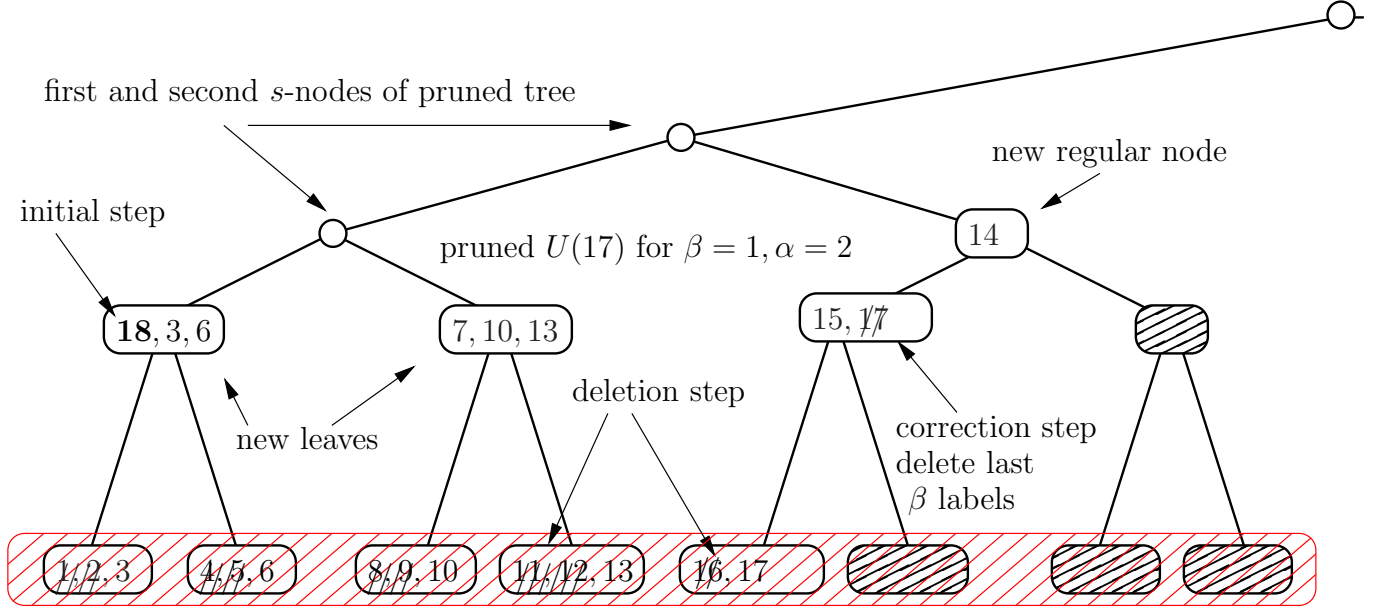 first and second s-nodes of pruned tree
new regular node
initial step
14
pruned U(17) for β = 1, α = 2
18, 3, 6
7, 10, 13
15, 17
deletion step
new leaves
correction step
delete last
β labels
1, 2, 3
4, 5, 6
8, 9, 10
11, 12, 13
16, 17